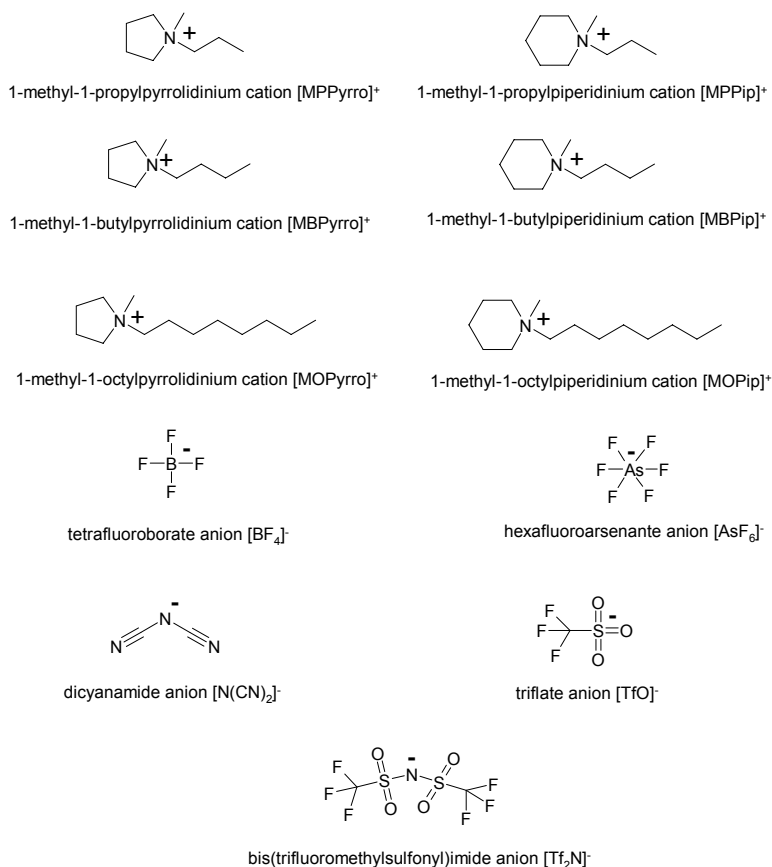 N
+
N
+
1-methyl-1-propylpyrrolidinium cation [MPPyrro]+
1-methyl-1-propylpiperidinium cation [MPPip]+
N
+
N
+
1-methyl-1-butylpyrrolidinium cation [MBPyrro]+
1-methyl-1-butylpiperidinium cation [MBPip]+
N
+
N
+
1-methyl-1-octylpyrrolidinium cation [MOPyrro]+
1-methyl-1-octylpiperidinium cation [MOPip]+
F
-
F B F
F
F F
-
F As F
F F
tetrafluoroborate anion [BF4]-
hexafluoroarsenante anion [AsF6]-
-
N
N N
F O
-
F S O
F O
dicyanamide anion [N(CN)2]-
triflate anion [TfO]-
O - O
F S N S
F F
F O O F F
bis(trifluoromethylsulfonyl)imide anion [Tf2N]-